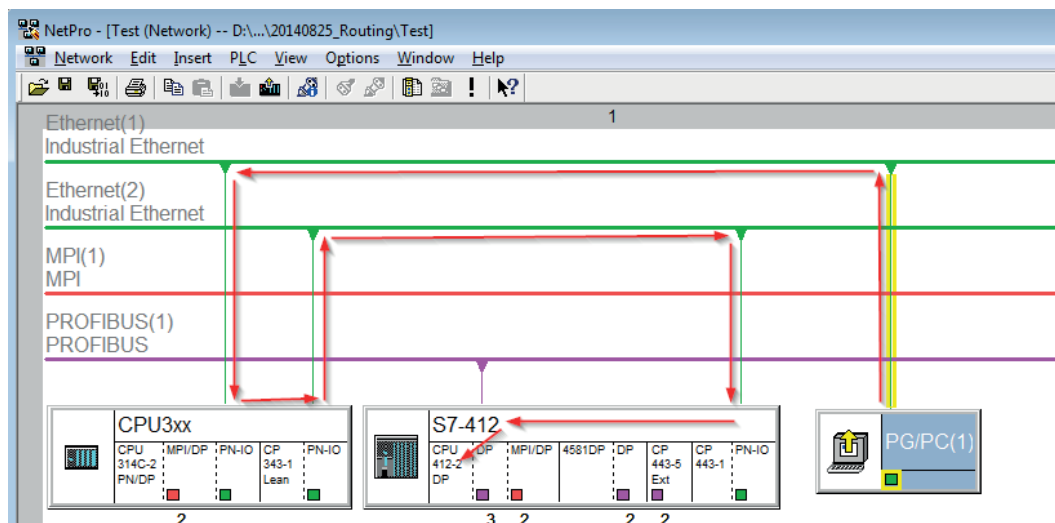 NetPro - [Test (Network) -- D:\...\20140825_Routing\Test]
Network Edit Insert PLC View Options Window Help
1
Ethernet(1)
Industrial Ethernet
Ethernet(2)
Industrial Ethernet
MPI(1)
MPI
PROFIBUS(1)
PROFIBUS
CPU3xx
CPU
314C-2
PN/DP
MPI/DP
PN-IO
CP
343-1
Lean
PN-IO
2
S7-412
CPU
412-2
DP
DP
MPI/DP
4581DP
DP
CP
443-5
Ext
CP
443-1
PN-IO
3 2 2 2
PG/PC(1)